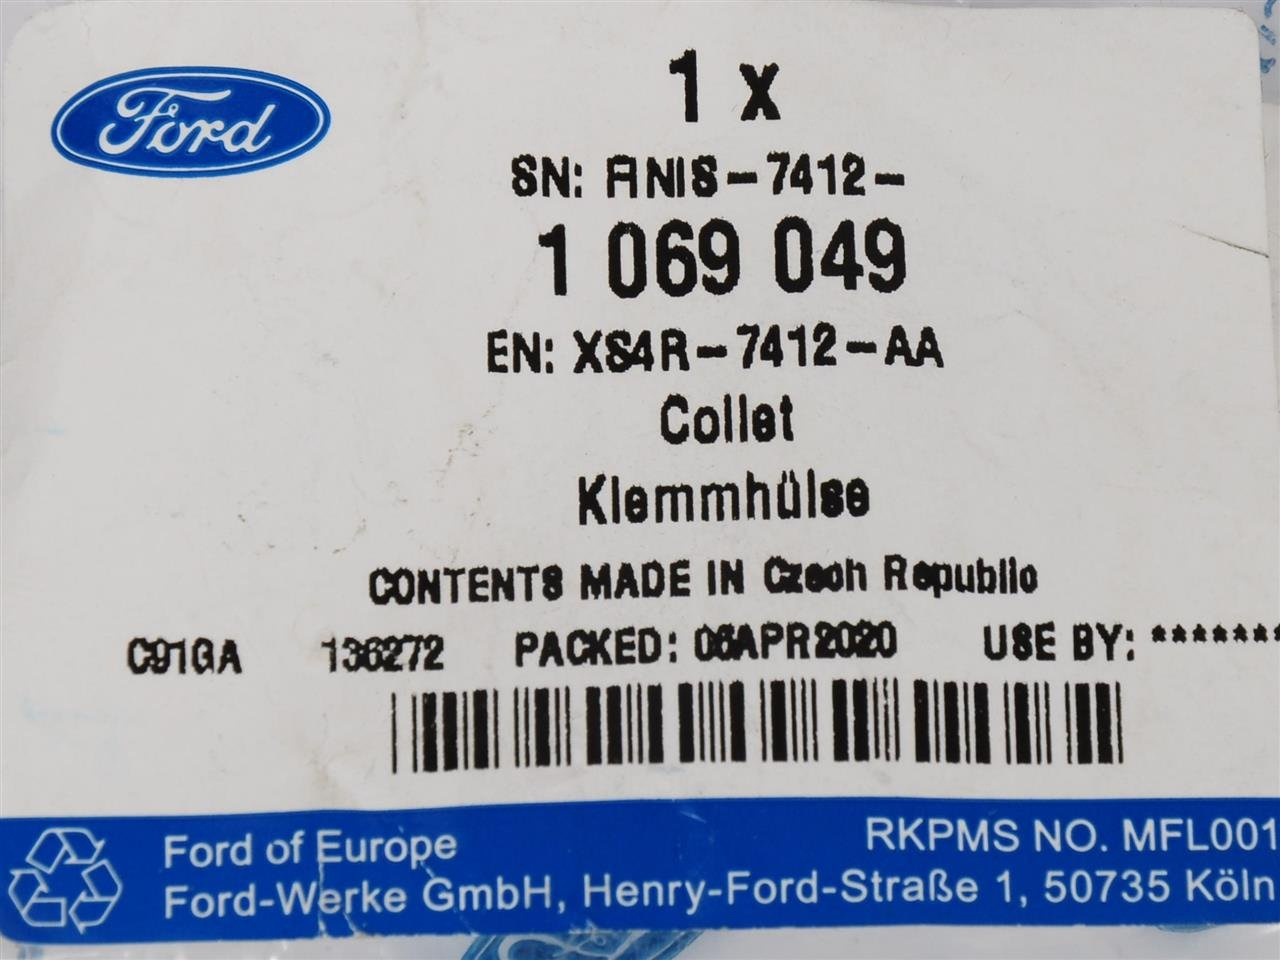 Ford
1 x
SN: FINIS-7412-
1 069 049
EN: XS4R-7412-AA
Collet
Klemmhülse
CONTENTS MADE IN Czech Republic
C91GA 136272 PACKED: 06APR2020 USE BY: *******
Ford of Europe
RKPMS NO. MFL001
Ford-Werke GmbH, Henry-Ford-Straße 1, 50735 Köln